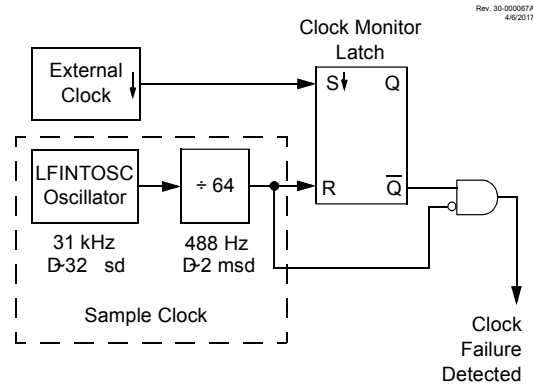 Rev. 30-000067A
4/6/2017
Clock Monitor
Latch
External
Clock
S
Q
LFINTOSC
Oscillator
÷ 64
R
Q̅
31 kHz
488 Hz
Sample Clock
Clock
Failure
Detected